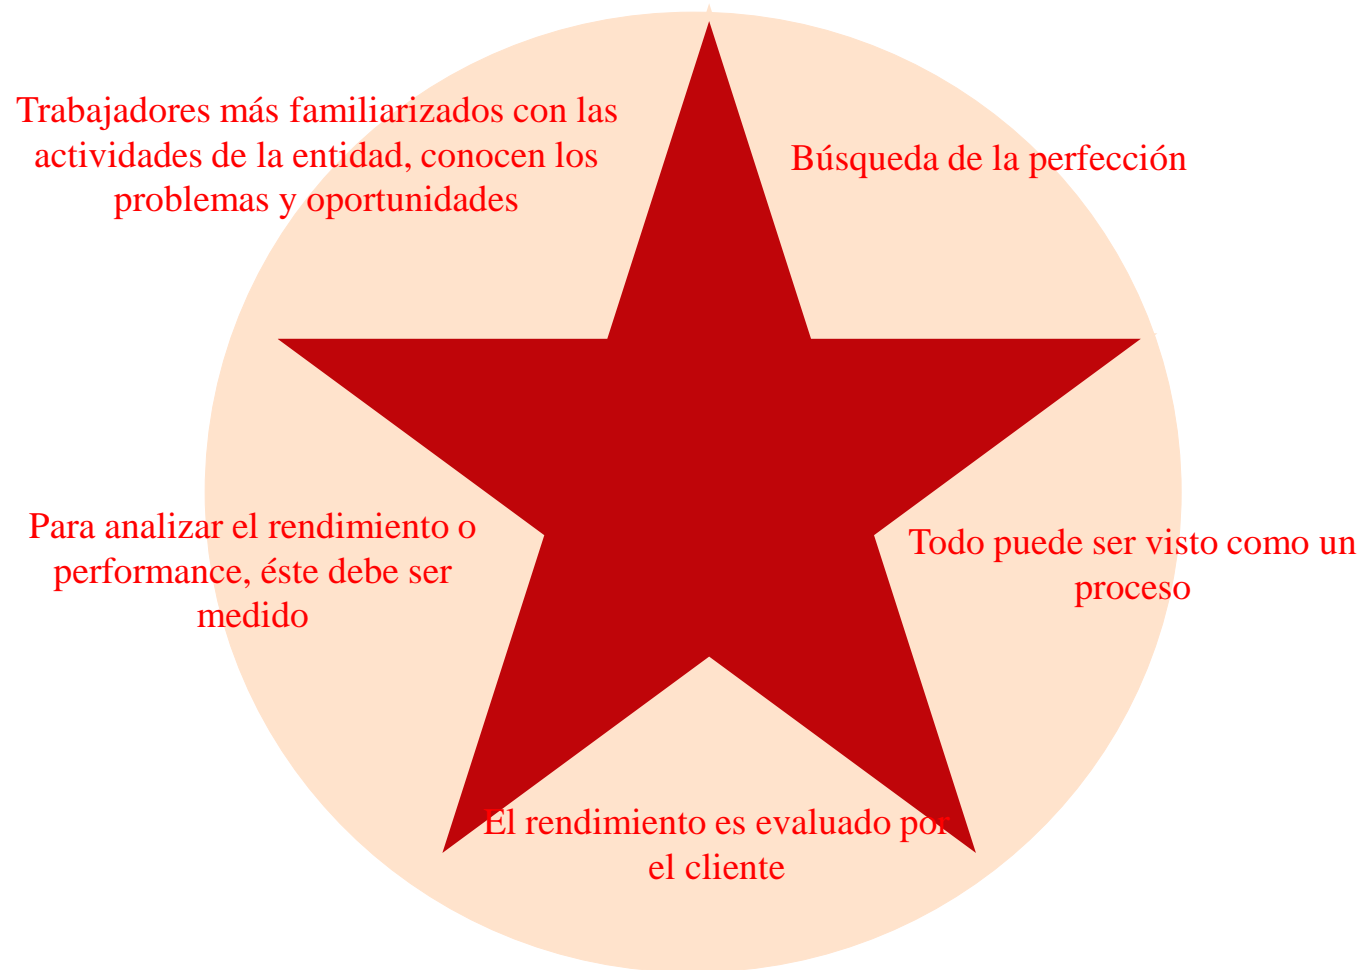 Trabajadores más familiarizados con las
actividades de la entidad, conocen los
problemas y oportunidades
Búsqueda de la perfección
Para analizar el rendimiento o
performance, éste debe ser
medido
Todo puede ser visto como un
proceso
El rendimiento es evaluado por
el cliente